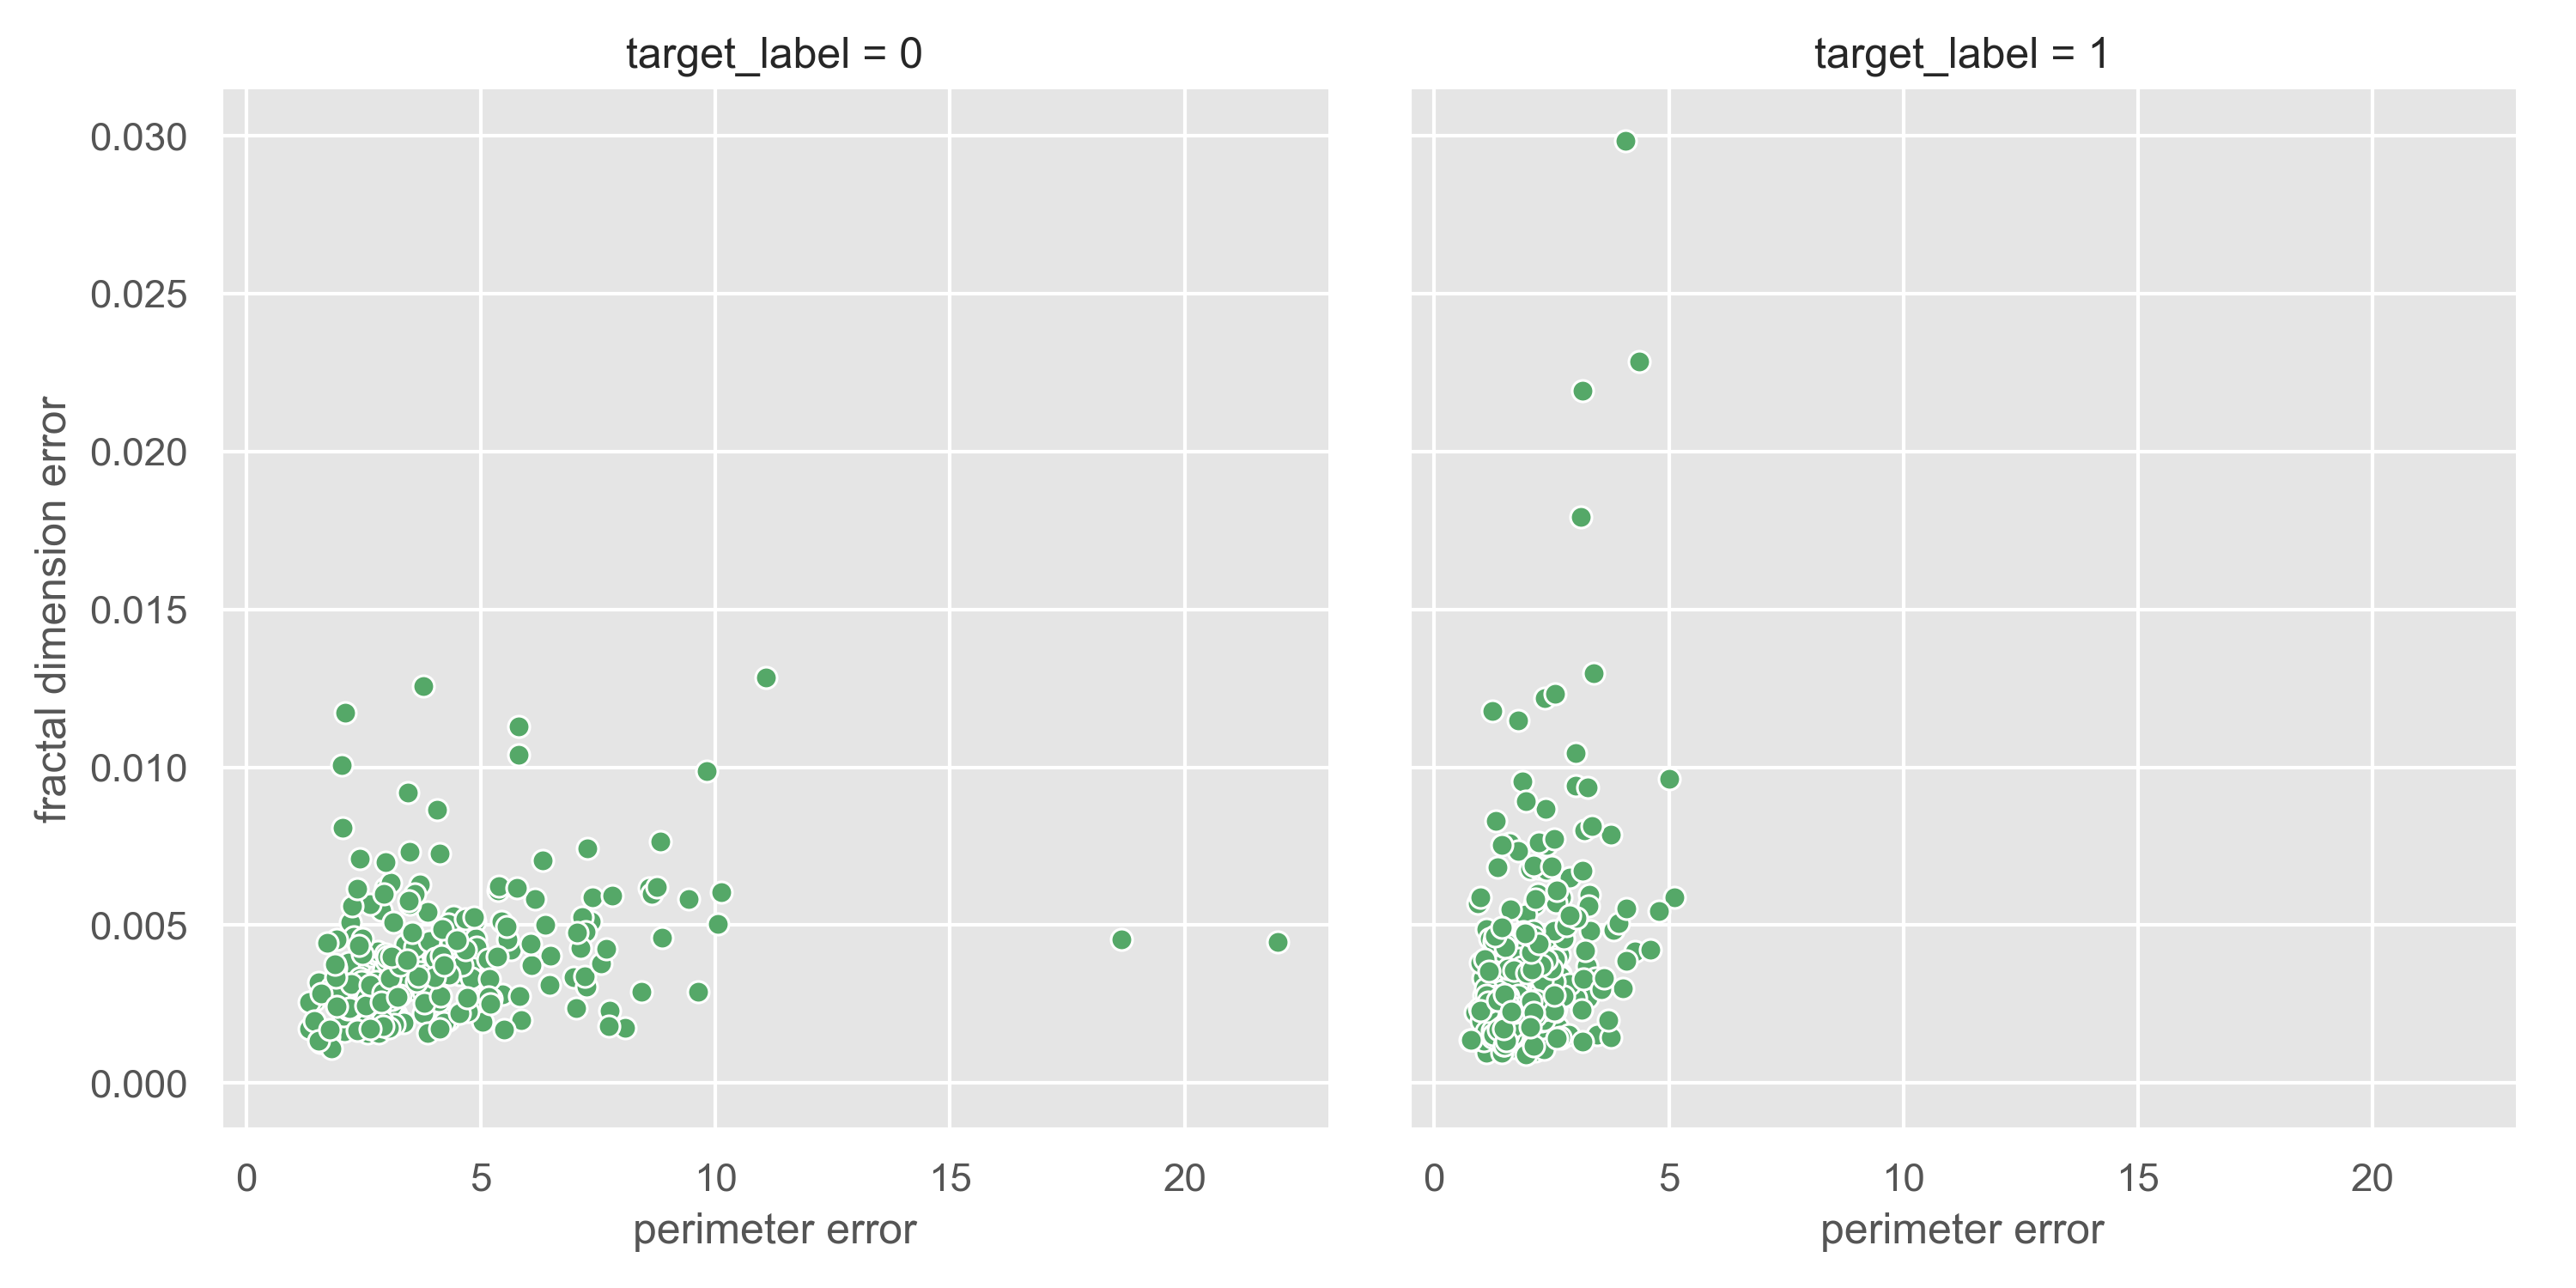 target_label = 0
target_label = 1
0.030
0.025
0.020
0.015
0.010
0.005
0.000
fractal dimension error
0 5 10 15 20
0 5 10 15 20
perimeter error
perimeter error